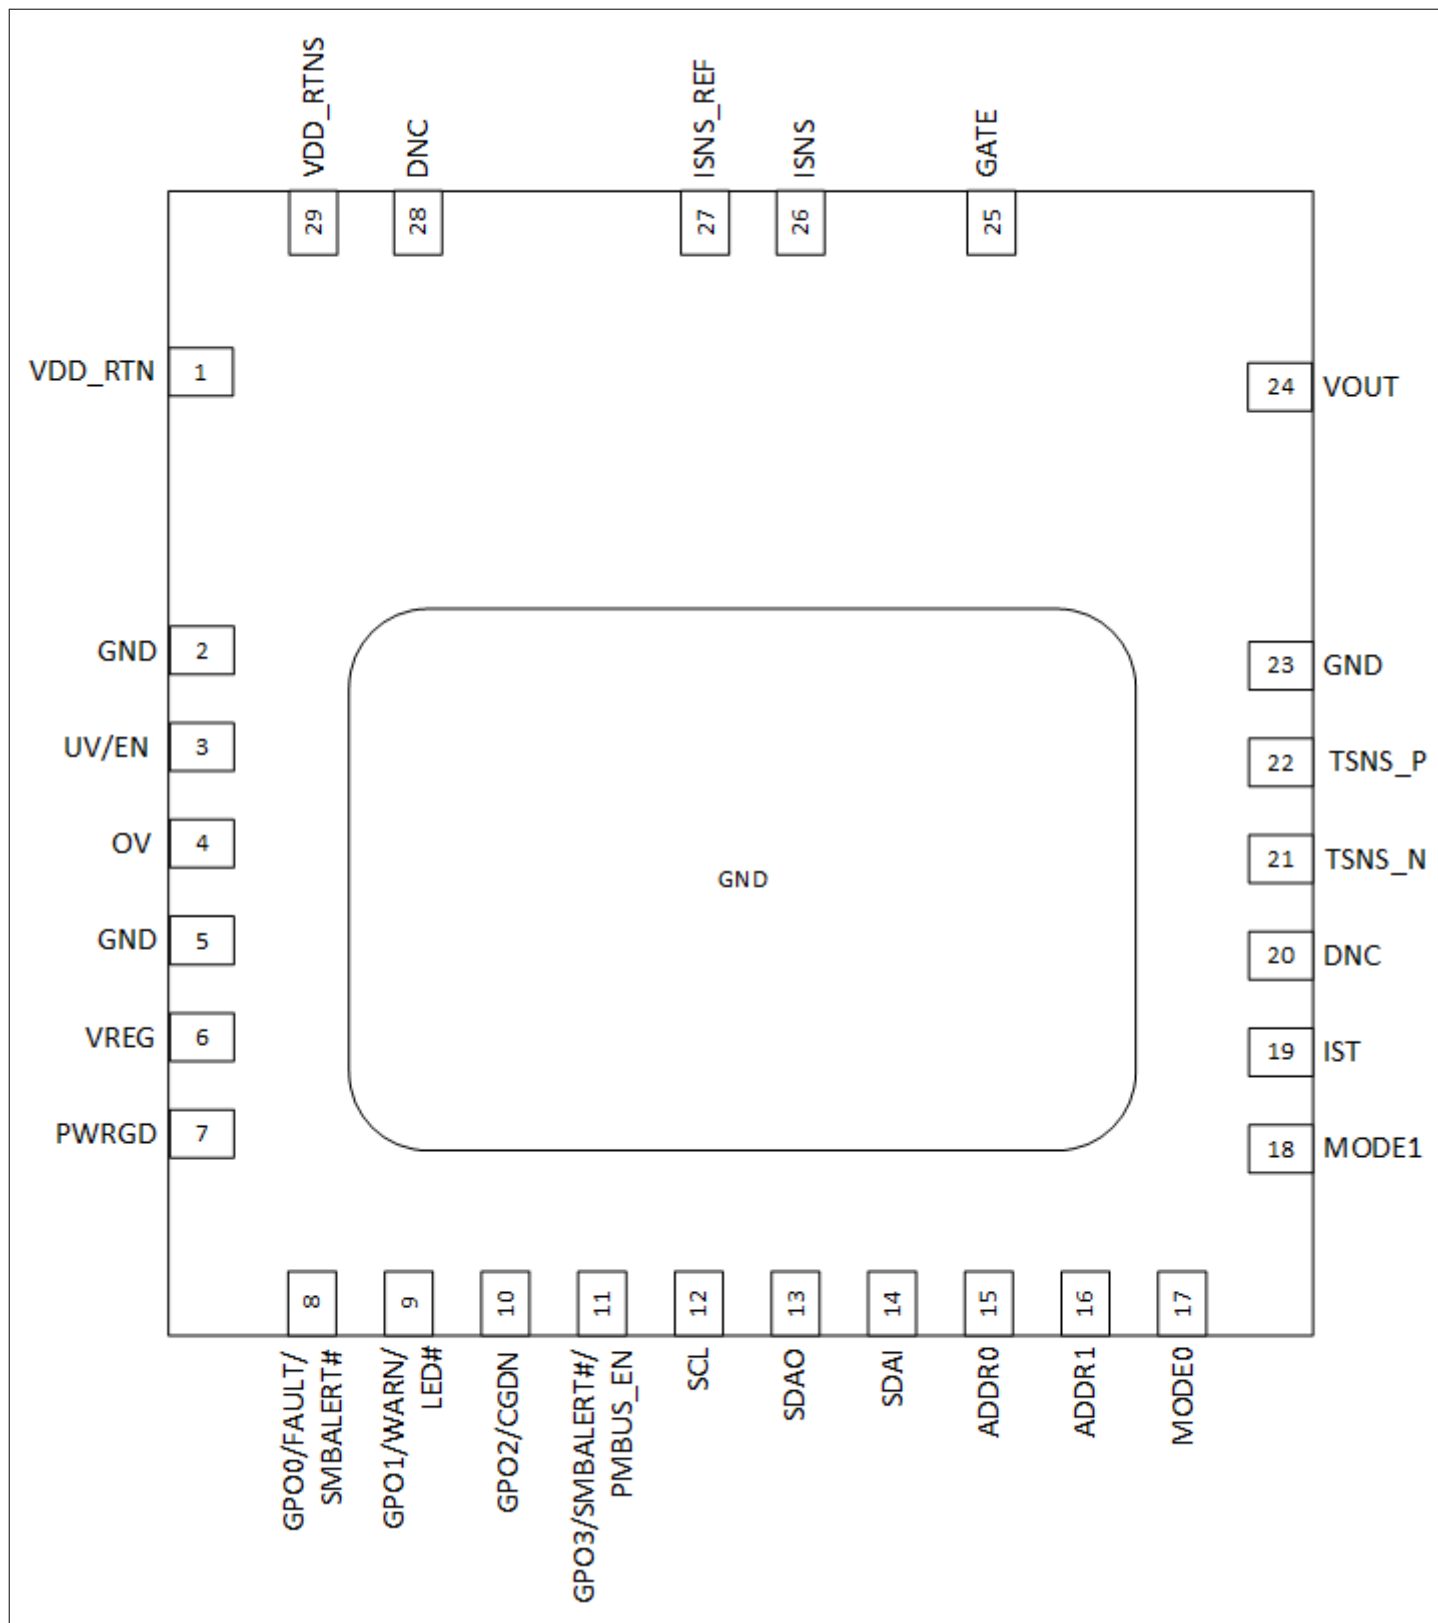 VDD_RTNS
DNC
ISNS_REF
ISNS
GATE
29
28
27
26
25
VDD_RTN
1
24
VOUT
GND
2
23
GND
UV/EN
3
22
TSNS_P
OV
4
21
TSNS_N
GND
GND
5
20
DNC
VREG
6
19
IST
PWRGD
7
18
MODE1
8
9
10
11
12
13
14
15
16
17
GPO0/FAULT/
SMBALERT#
GPO1/WARN/
LED#
GPO2/CGDN
GPO3/SMBALERT#/
PMBUS_EN
SCL
SDAO
SDAI
ADDR0
ADDR1
MODE0